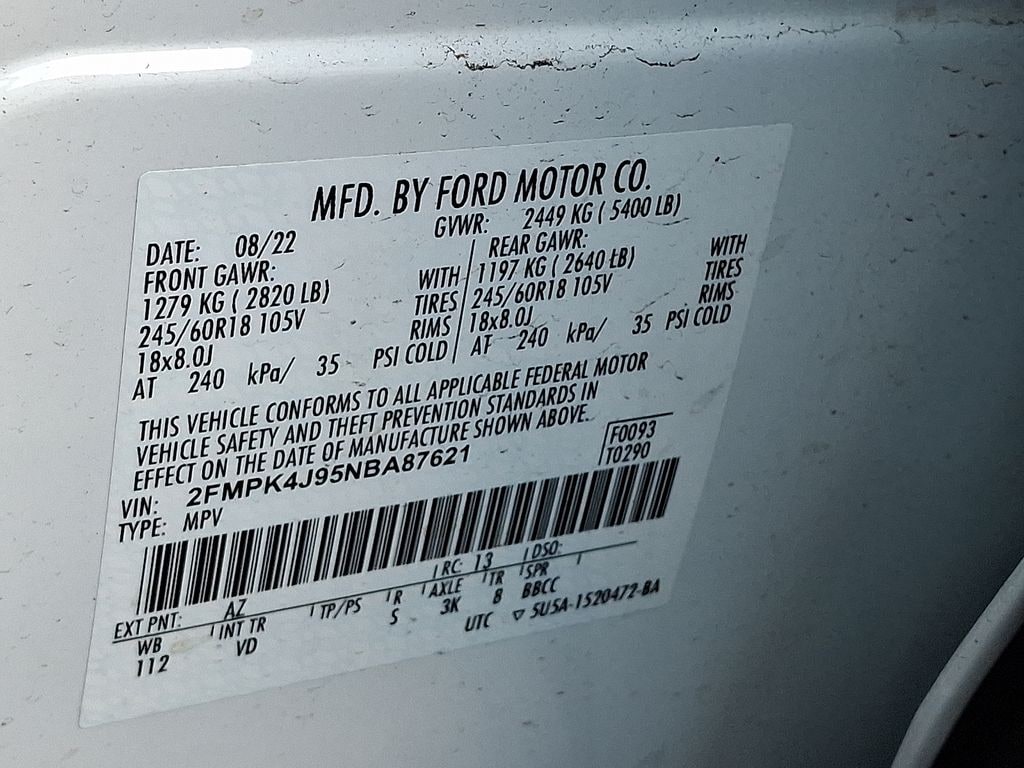 MFD. BY FORD MOTOR CO.
DATE: 08/22 GVWR: 2449 KG ( 5400 LB)
FRONT GAWR: REAR GAWR:
1279 KG ( 2820 LB) WITH 1197 KG ( 2640 LB) WITH
245/60R18 105V TIRES 245/60R18 105V TIRES
18x8.0J RIMS 18x8.0J RIMS
AT 240 kPa/ 35 PSI COLD AT 240 kPa/ 35 PSI COLD
THIS VEHICLE CONFORMS TO ALL APPLICABLE FEDERAL MOTOR
VEHICLE SAFETY AND THEFT PREVENTION STANDARDS IN
EFFECT ON THE DATE OF MANUFACTURE SHOWN ABOVE.
VIN: 2FMPK4J95NBA87621 F0093
TYPE: MPV T0290
EXT PNT: AZ RC: 13 DSO:
WB INT TR TP/PS R AXLE TR SPR
112 VD S 3K 8 BBCC
UTC ▽ 5U5A-1520472-BA